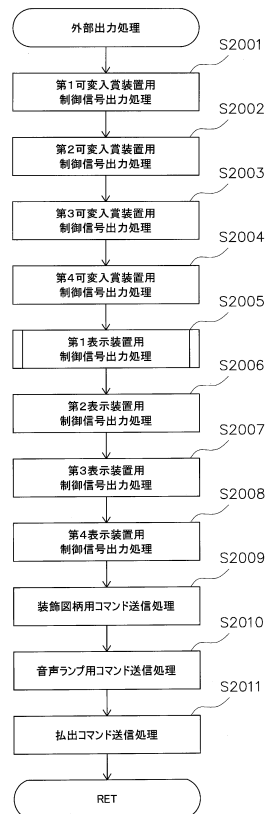 外部出力処理
S2001
第1可変入賞装置用
制御信号出力処理
S2002
第2可変入賞装置用
制御信号出力処理
S2003
第3可変入賞装置用
制御信号出力処理
S2004
第4可変入賞装置用
制御信号出力処理
S2005
第1表示装置用
制御信号出力処理
S2006
第2表示装置用
制御信号出力処理
S2007
第3表示装置用
制御信号出力処理
S2008
第4表示装置用
制御信号出力処理
S2009
装飾図柄用コマンド送信処理
S2010
音声ランプ用コマンド送信処理
S2011
払出コマンド送信処理
RET